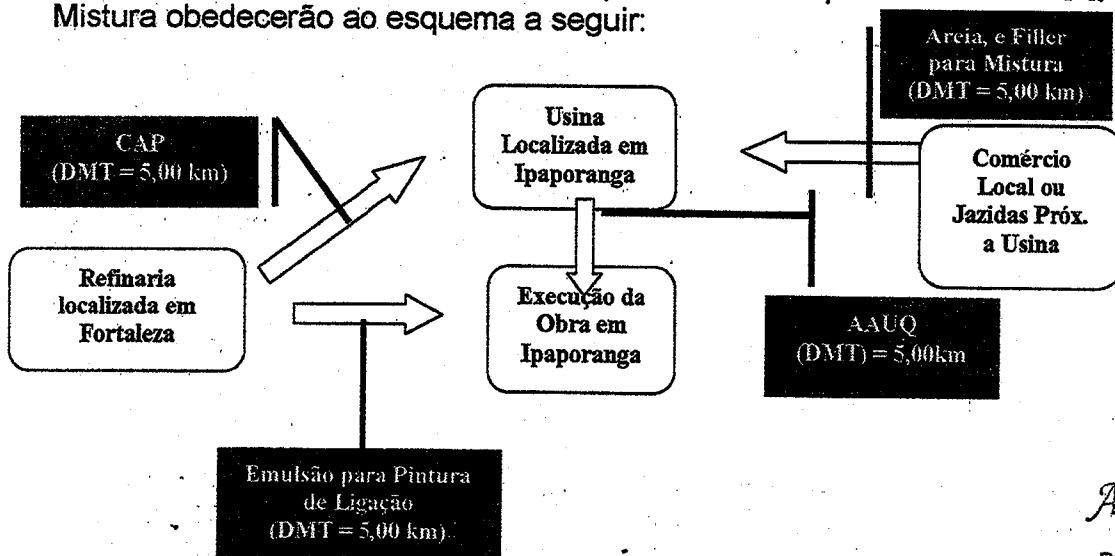 Mistura obedecerão ao esquema a seguir:
Areia, e Filler
para Mistura
(DMT = 5,00 km)
CAP
(DMT = 5,00 km)
Usina
Localizada em
Ipaporanga
Comércio
Local ou
Jazidas Próx.
a Usina
Refinaria
localizada em
Fortaleza
Execução da
Obra em
Ipaporanga
AAUQ
(DMT) = 5,00km
Emulsão para Pintura
de Ligação
(DMT = 5,00 km)